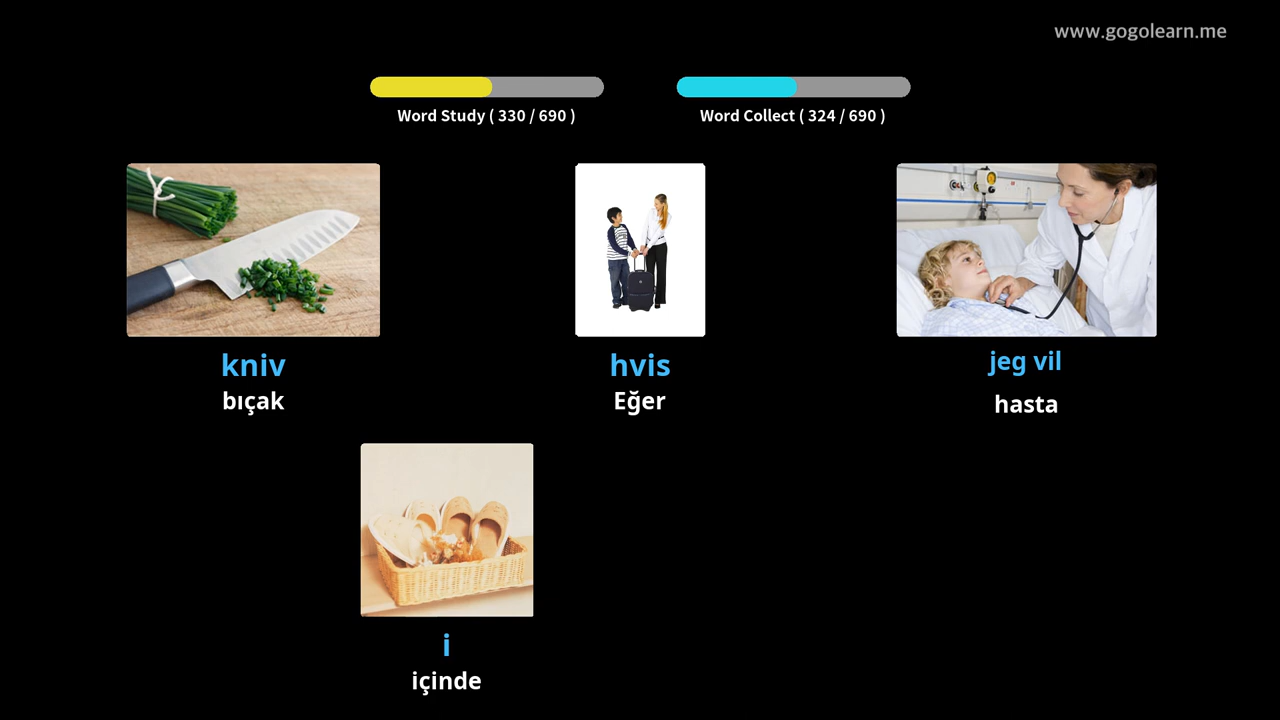 www.gogolearn.me
Word Study ( 330 / 690 )
Word Collect ( 324 / 690 )
kniv
bıçak
hvis
Eğer
jeg vil
hasta
i
içinde